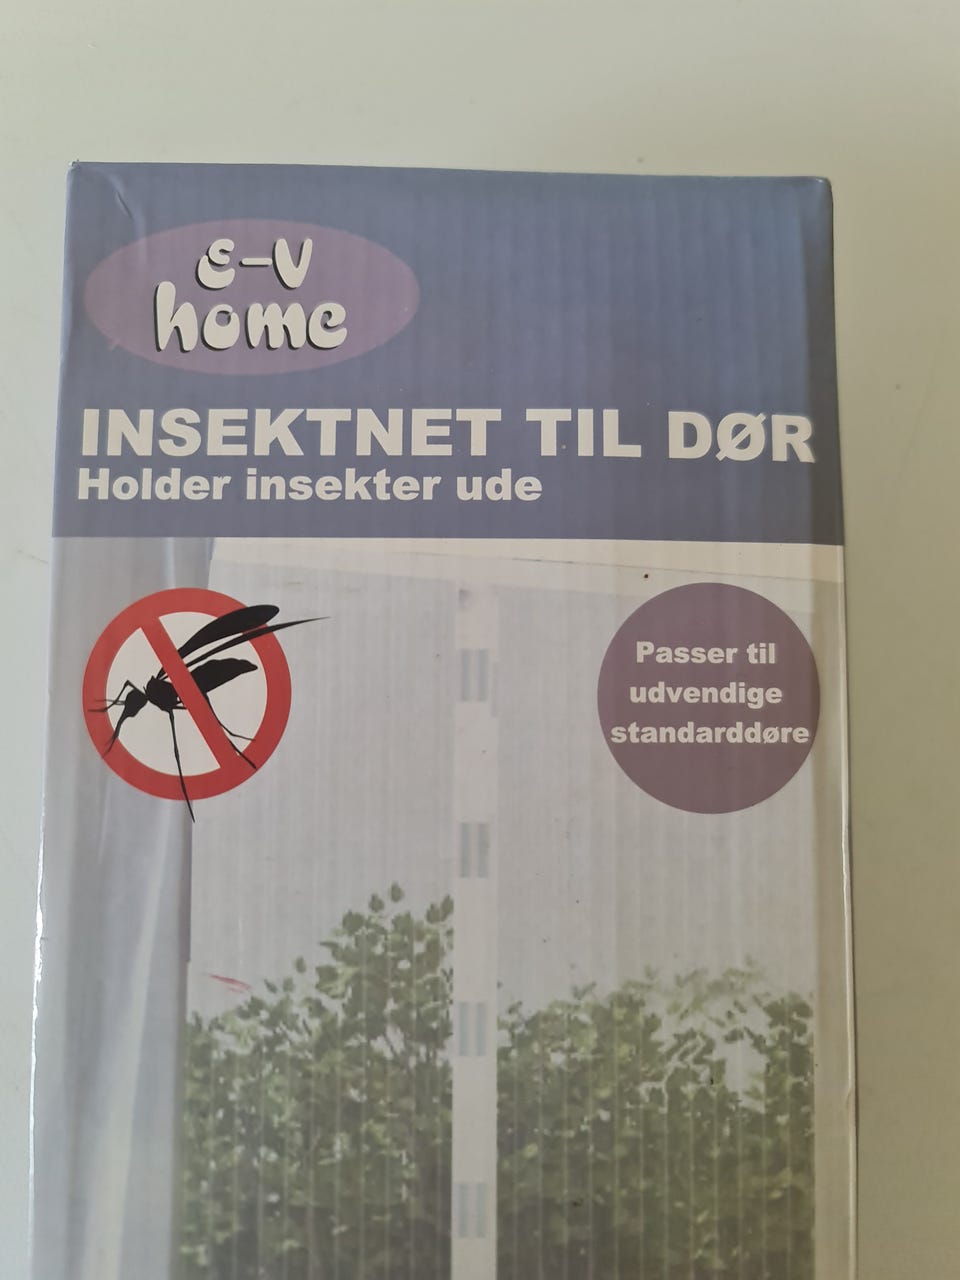 E-V
home
INSEKTNET TIL DØR
Holder insekter ude
Passer til
udvendige
standarddøre